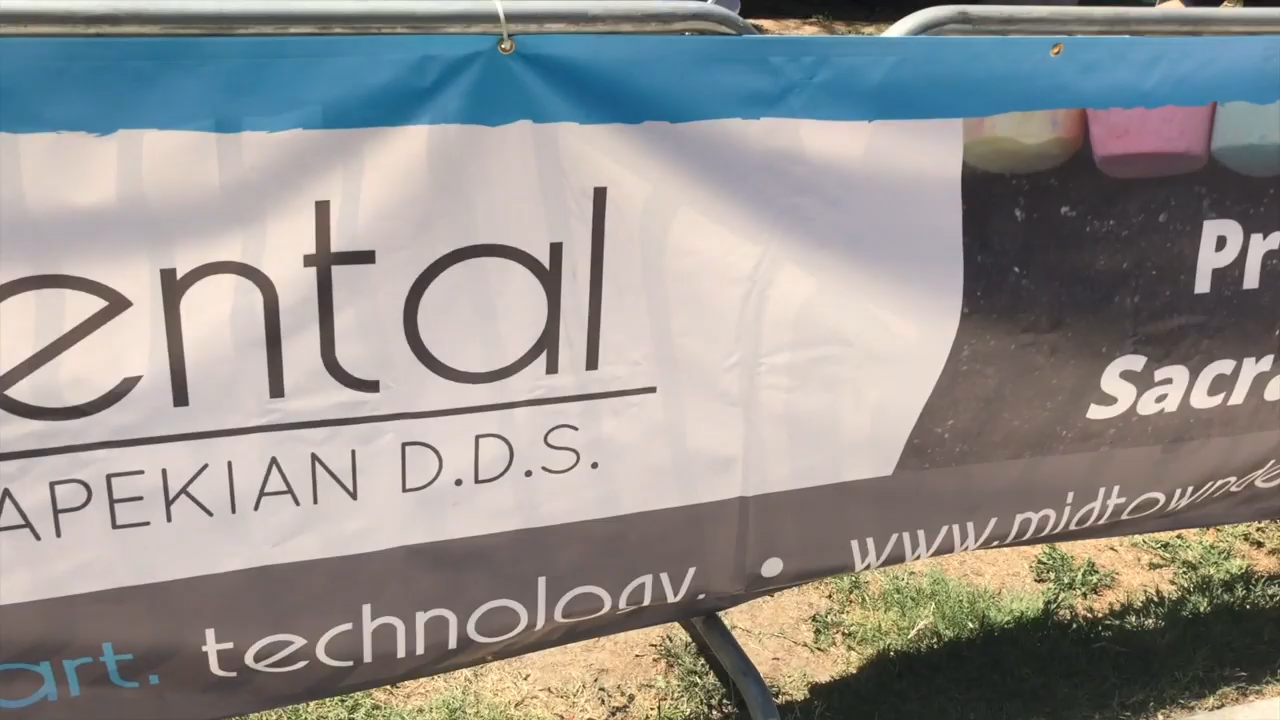 ental
APEKIAN D.D.S.
art. technology. • www.midtownde
Pr
Sacra